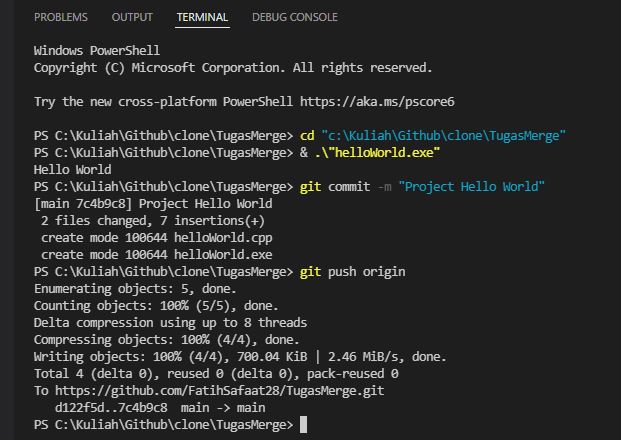 PROBLEMS OUTPUT TERMINAL DEBUG CONSOLE
Windows PowerShell
Copyright (C) Microsoft Corporation. All rights reserved.
Try the new cross-platform PowerShell https://aka.ms/pscore6
PS C:\Kuliah\Github\clone\TugasMerge> cd "c:\Kuliah\Github\clone\TugasMerge"
PS C:\Kuliah\Github\clone\TugasMerge> & .\"helloWorld.exe"
Hello World
PS C:\Kuliah\Github\clone\TugasMerge> git commit -m "Project Hello World"
[main 7c4b9c8] Project Hello World
 2 files changed, 7 insertions(+)
 create mode 100644 helloWorld.cpp
 create mode 100644 helloWorld.exe
PS C:\Kuliah\Github\clone\TugasMerge> git push origin
Enumerating objects: 5, done.
Counting objects: 100% (5/5), done.
Delta compression using up to 8 threads
Compressing objects: 100% (4/4), done.
Writing objects: 100% (4/4), 700.04 KiB | 2.46 MiB/s, done.
Total 4 (delta 0), reused 0 (delta 0), pack-reused 0
To https://github.com/FatihSafaat28/TugasMerge.git
   d122f5d..7c4b9c8  main -> main
PS C:\Kuliah\Github\clone\TugasMerge>